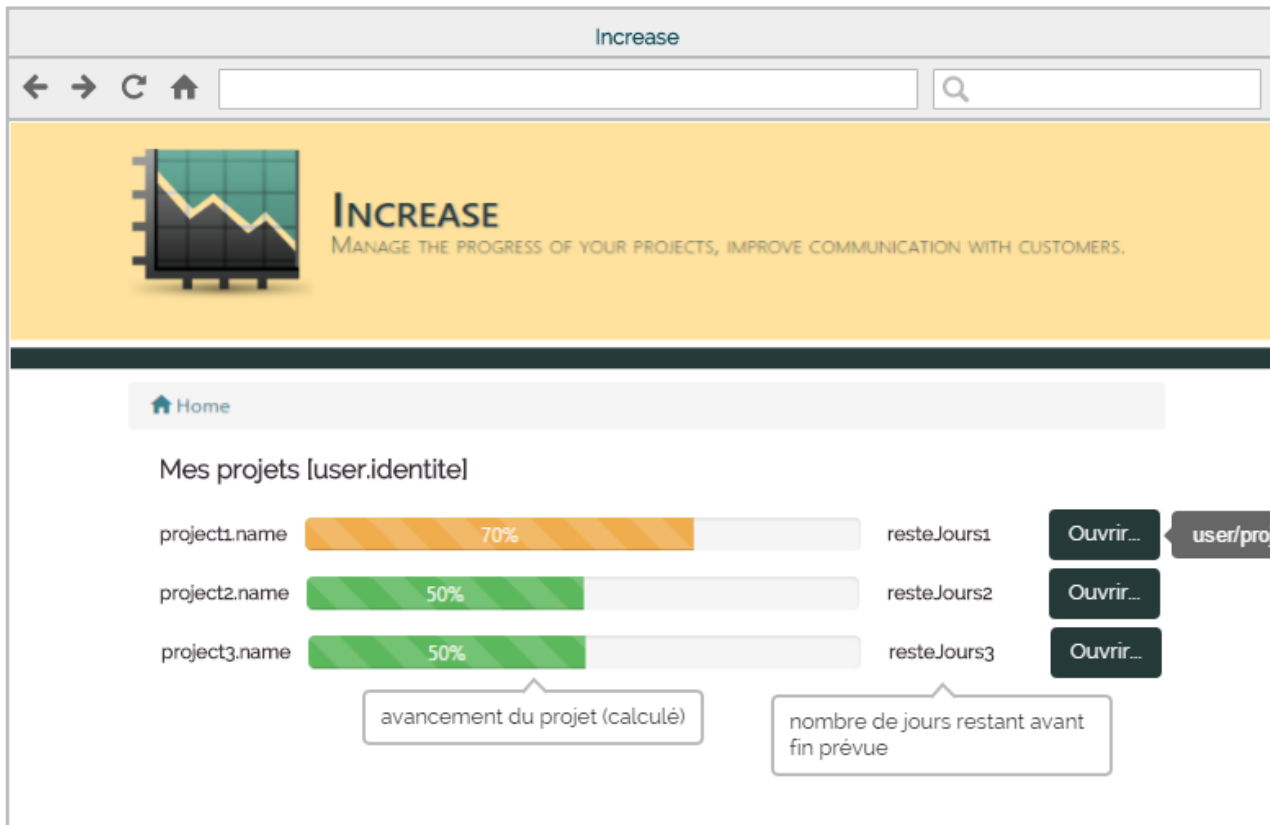 Increase
INCREASE
MANAGE THE PROGRESS OF YOUR PROJECTS, IMPROVE COMMUNICATION WITH CUSTOMERS.
Home
Mes projets [user.identite]
project1.name 70% resteJours1 Ouvrir... user/proj
project2.name 50% resteJours2 Ouvrir...
project3.name 50% resteJours3 Ouvrir...
avancement du projet (calculé)
nombre de jours restant avant
fin prévue